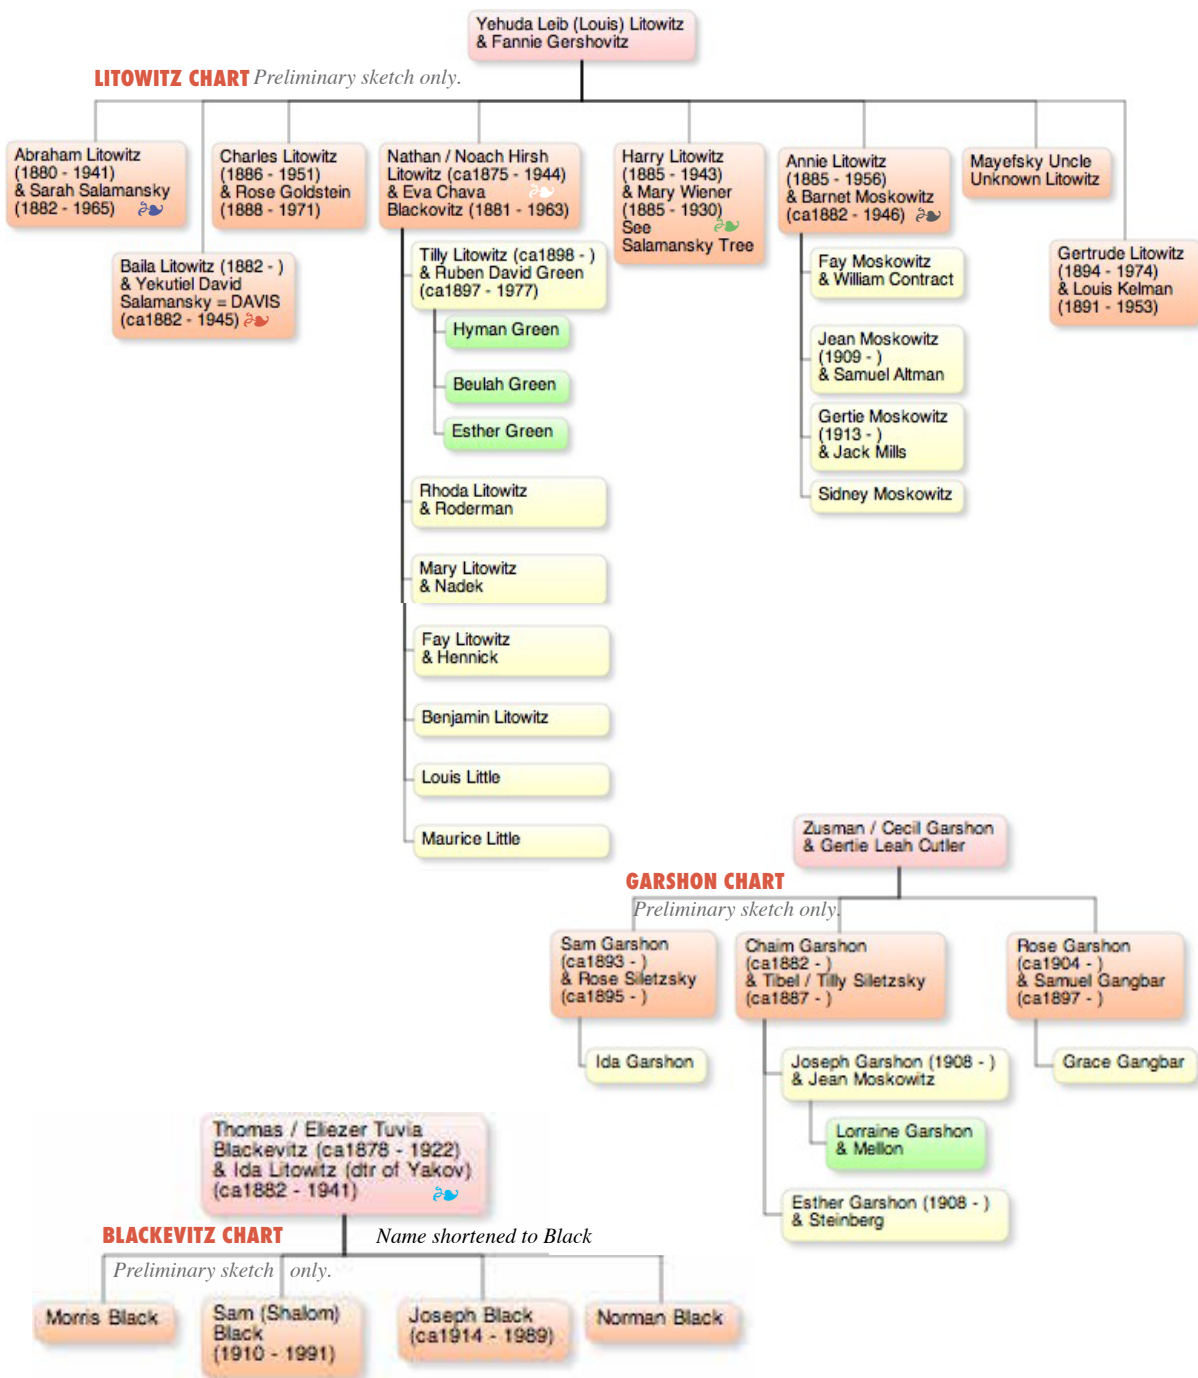 Yehuda Leib (Louis) Litowitz
& Fannie Gershovitz
LITOWITZ CHART Preliminary sketch only.
Abraham Litowitz
(1880 - 1941)
& Sarah Salamansky
(1882 - 1965)
Baila Litowitz (1882 - )
& Yekutiel David
Salamansky = DAVIS
(ca1882 - 1945)
Charles Litowitz
(1886 - 1951)
& Rose Goldstein
(1888 - 1971)
Nathan / Noach Hirsh
Litowitz (ca1875 - 1944)
& Eva Chava
Blackovitz (1881 - 1963)
Tilly Litowitz (ca1898 - )
& Ruben David Green
(ca1897 - 1977)
Hyman Green
Beulah Green
Esther Green
Rhoda Litowitz
& Roderman
Mary Litowitz
& Nadek
Fay Litowitz
& Hennick
Benjamin Litowitz
Louis Little
Maurice Little
Harry Litowitz
(1885 - 1943)
& Mary Wiener
(1885 - 1930)
See
Salamansky Tree
Annie Litowitz
(1885 - 1956)
& Barnet Moskowitz
(ca1882 - 1946)
Fay Moskowitz
& William Contract
Jean Moskowitz
(1909 - )
& Samuel Altman
Gertie Moskowitz
(1913 - )
& Jack Mills
Sidney Moskowitz
Mayefsky Uncle
Unknown Litowitz
Gertrude Litowitz
(1894 - 1974)
& Louis Kelman
(1891 - 1953)
Zusman / Cecil Garshon
& Gertie Leah Cutler
GARSHON CHART
Preliminary sketch only.
Sam Garshon
(ca1893 - )
& Rose Siletzsky
(ca1895 - )
Ida Garshon
Chaim Garshon
(ca1882 - )
& Tibel / Tilly Siletzsky
(ca1887 - )
Joseph Garshon (1908 - )
& Jean Moskowitz
Lorraine Garshon
& Mellon
Esther Garshon (1908 - )
& Steinberg
Rose Garshon
(ca1904 - )
& Samuel Gangbar
(ca1897 - )
Grace Gangbar
Thomas / Eliezer Tuvia
Blackevitz (ca1878 - 1922)
& Ida Litowitz (dtr of Yakov)
(ca1882 - 1941)
BLACKEVITZ CHART
Name shortened to Black
Preliminary sketch only.
Morris Black
Sam (Shalom)
Black
(1910 - 1991)
Joseph Black
(ca1914 - 1989)
Norman Black